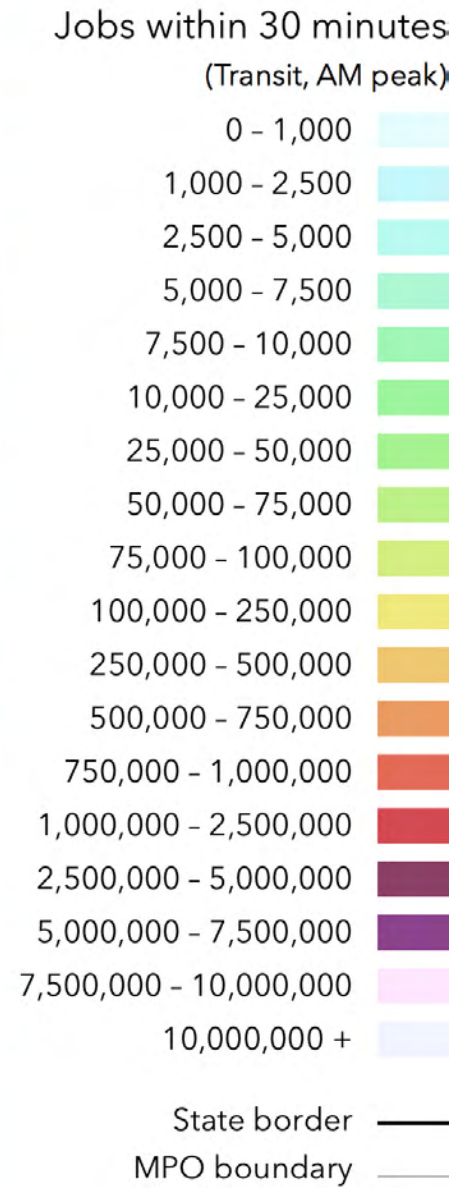 Jobs within 30 minutes
(Transit, AM peak)
0 – 1,000
1,000 – 2,500
2,500 – 5,000
5,000 – 7,500
7,500 – 10,000
10,000 – 25,000
25,000 – 50,000
50,000 – 75,000
75,000 – 100,000
100,000 – 250,000
250,000 – 500,000
500,000 – 750,000
750,000 – 1,000,000
1,000,000 – 2,500,000
2,500,000 – 5,000,000
5,000,000 – 7,500,000
7,500,000 – 10,000,000
10,000,000 +
State border
MPO boundary